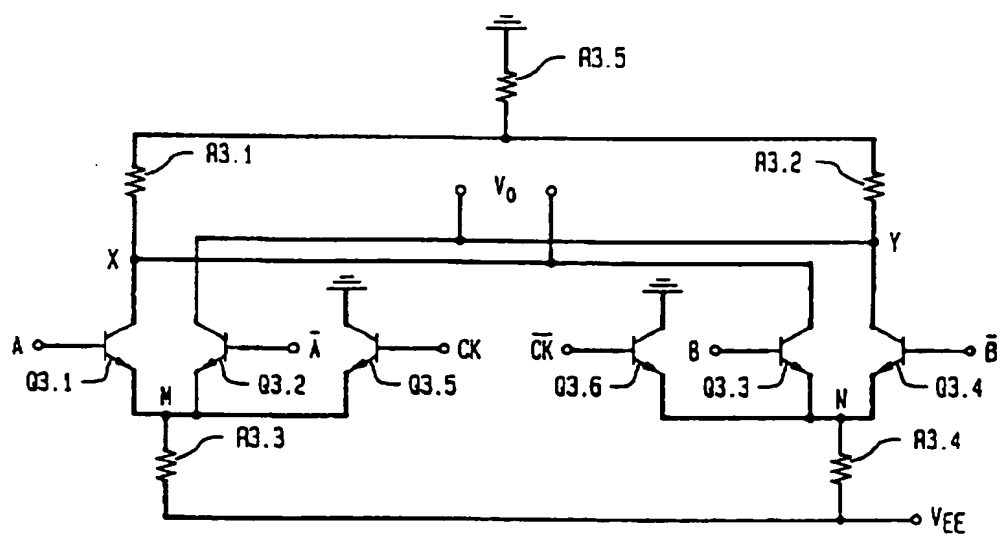 R3.5
R3.1
V0
R3.2
X
Y
A
Ā
CK
C̅K̅
B
B̄
Q3.1
M
Q3.2
Q3.5
Q3.6
Q3.3
N
Q3.4
R3.3
R3.4
VEE